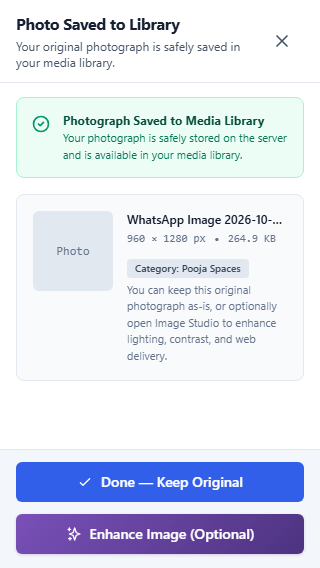 Photo Saved to Library
Your original photograph is safely saved in
your media library.
Photograph Saved to Media Library
Your photograph is safely stored on the server
and is available in your media library.
Photo
WhatsApp Image 2026-10-...
960 × 1280 px • 264.9 KB
Category: Pooja Spaces
You can keep this original
photograph as-is, or optionally
open Image Studio to enhance
lighting, contrast, and web
delivery.
Done — Keep Original
Enhance Image (Optional)